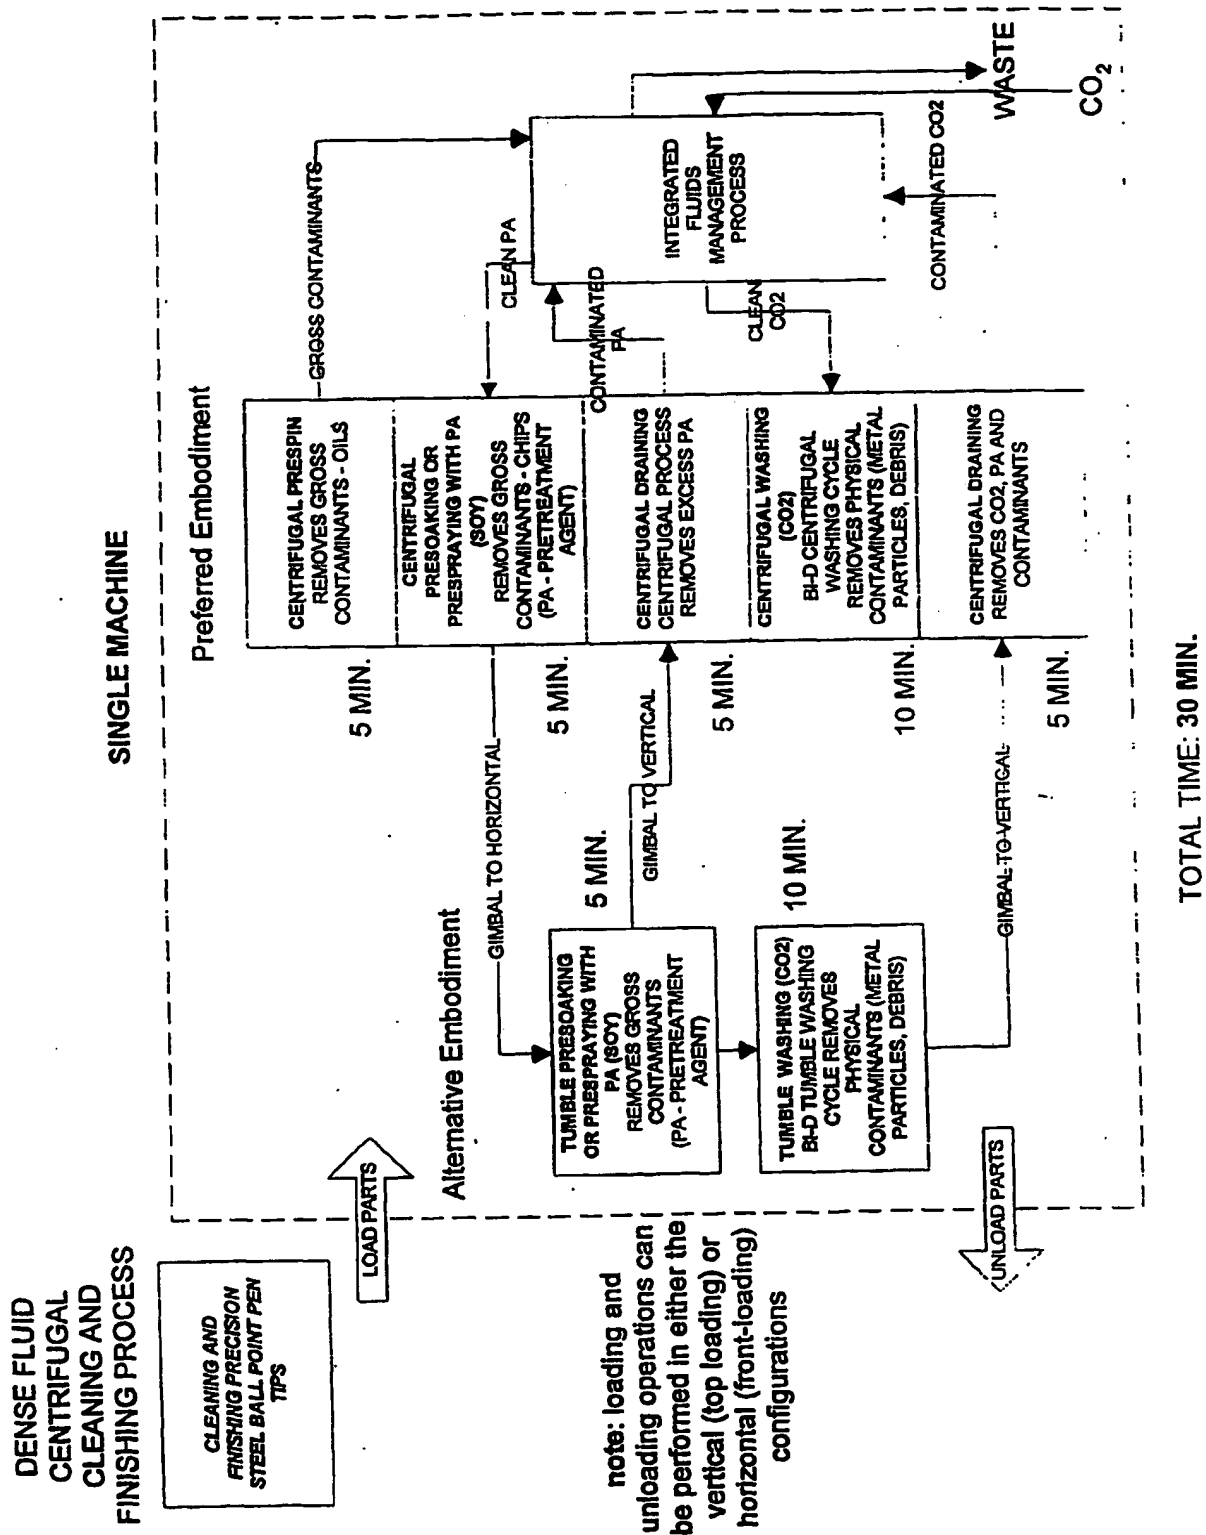 DENSE FLUID
CENTRIFUGAL
CLEANING AND
FINISHING PROCESS
CLEANING AND
FINISHING PRECISION
STEEL BALL POINT PEN
TIPS
SINGLE MACHINE
LOAD PARTS
Preferred Embodiment
CENTRIFUGAL PRESPIN
REMOVES GROSS
CONTAMINANTS - OILS
5 MIN.
GROSS CONTAMINANTS
CENTRIFUGAL
PRESOAKING OR
PRESPRAYING WITH PA
(SOY)
REMOVES GROSS
CONTAMINANTS - CHIPS
(PA - PRETREATMENT
AGENT)
5 MIN.
CLEAN PA
GIMBAL TO HORIZONTAL
CENTRIFUGAL DRAINING
CENTRIFUGAL PROCESS
REMOVES EXCESS PA
5 MIN.
CONTAMINATED
PA
GIMBAL TO VERTICAL
CENTRIFUGAL WASHING
(CO2)
BI-D CENTRIFUGAL
WASHING CYCLE
REMOVES PHYSICAL
CONTAMINANTS (METAL
PARTICLES, DEBRIS)
10 MIN.
CLEAN
CO2
CENTRIFUGAL DRAINING
REMOVES CO2, PA AND
CONTAMINANTS
5 MIN.
CONTAMINATED CO2
GIMBAL-TO-VERTICAL
INTEGRATED
FLUIDS
MANAGEMENT
PROCESS
WASTE
CO2
Alternative Embodiment
TUMBLE PRESOAKING
OR PRESPRAYING WITH
PA (SOY)
REMOVES GROSS
CONTAMINANTS
(PA - PRETREATMENT
AGENT)
5 MIN.
TUMBLE WASHING (CO2)
BI-D TUMBLE WASHING
CYCLE REMOVES
PHYSICAL
CONTAMINANTS (METAL
PARTICLES, DEBRIS)
10 MIN.
UNLOAD PARTS
note: loading and
unloading operations can
be performed in either the
vertical (top loading) or
horizontal (front-loading)
configurations
TOTAL TIME: 30 MIN.